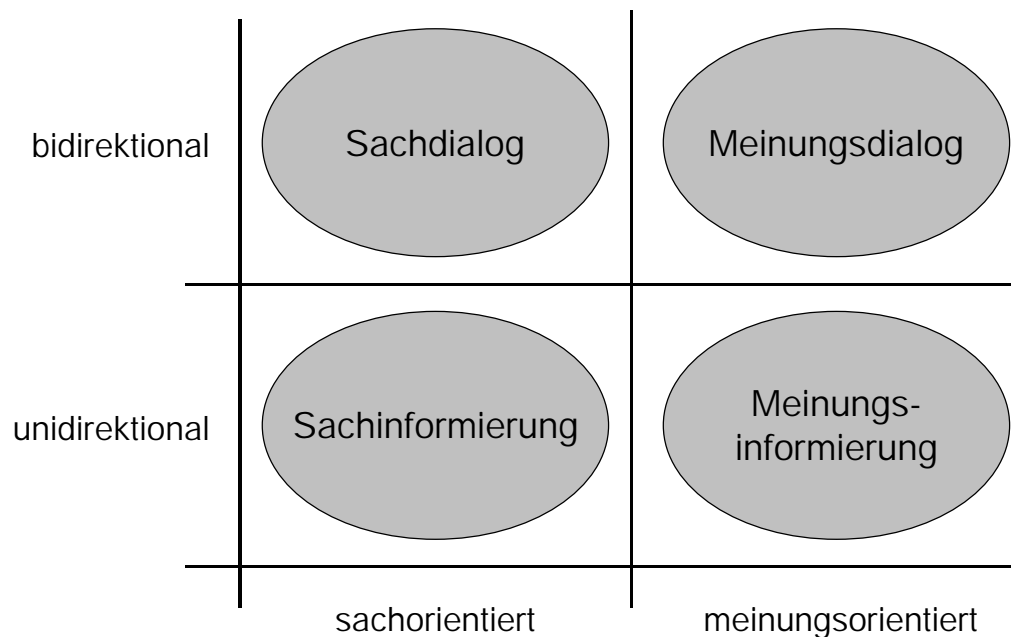 bidirektional
Sachdialog
Meinungsdialog
unidirektional
Sachinformierung
Meinungs-
informierung
sachorientiert
meinungsorientiert